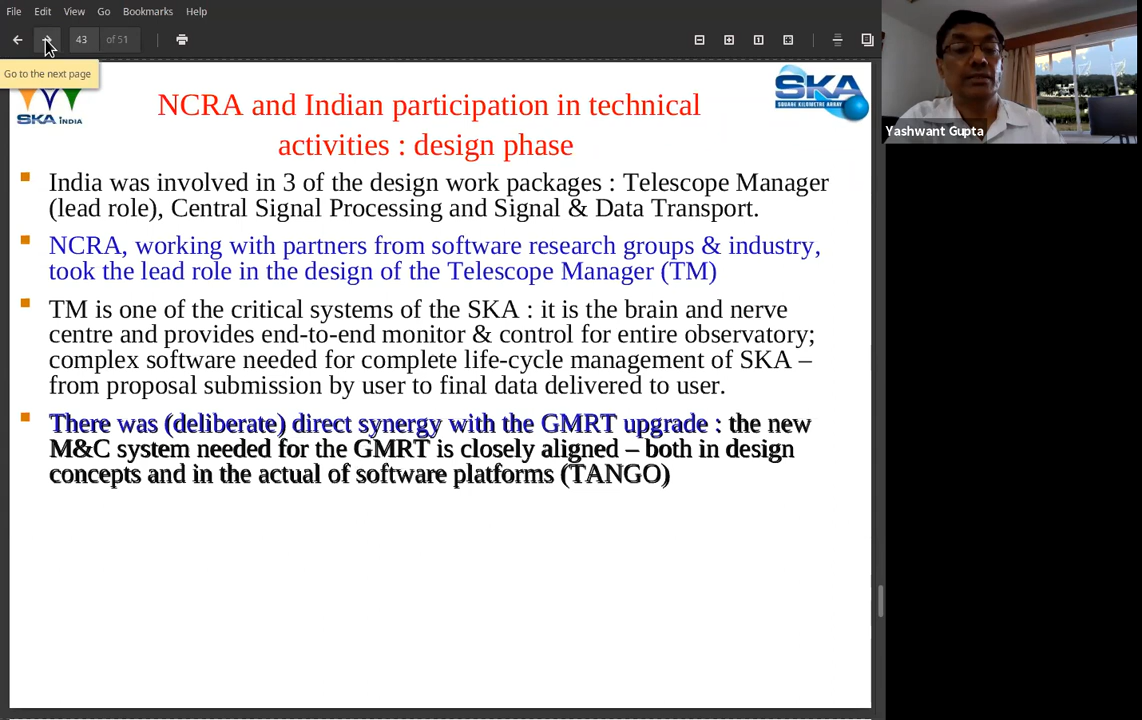 File Edit View Go Bookmarks Help
43 of 51
Go to the next page
SKA INDIA
SKA
SQUARE KILOMETRE ARRAY
NCRA and Indian participation in technical
activities : design phase
India was involved in 3 of the design work packages : Telescope Manager
(lead role), Central Signal Processing and Signal & Data Transport.
NCRA, working with partners from software research groups & industry,
took the lead role in the design of the Telescope Manager (TM)
TM is one of the critical systems of the SKA : it is the brain and nerve
centre and provides end-to-end monitor & control for entire observatory;
complex software needed for complete life-cycle management of SKA –
from proposal submission by user to final data delivered to user.
There was (deliberate) direct synergy with the GMRT upgrade : the new
M&C system needed for the GMRT is closely aligned – both in design
concepts and in the actual of software platforms (TANGO)
Yashwant Gupta